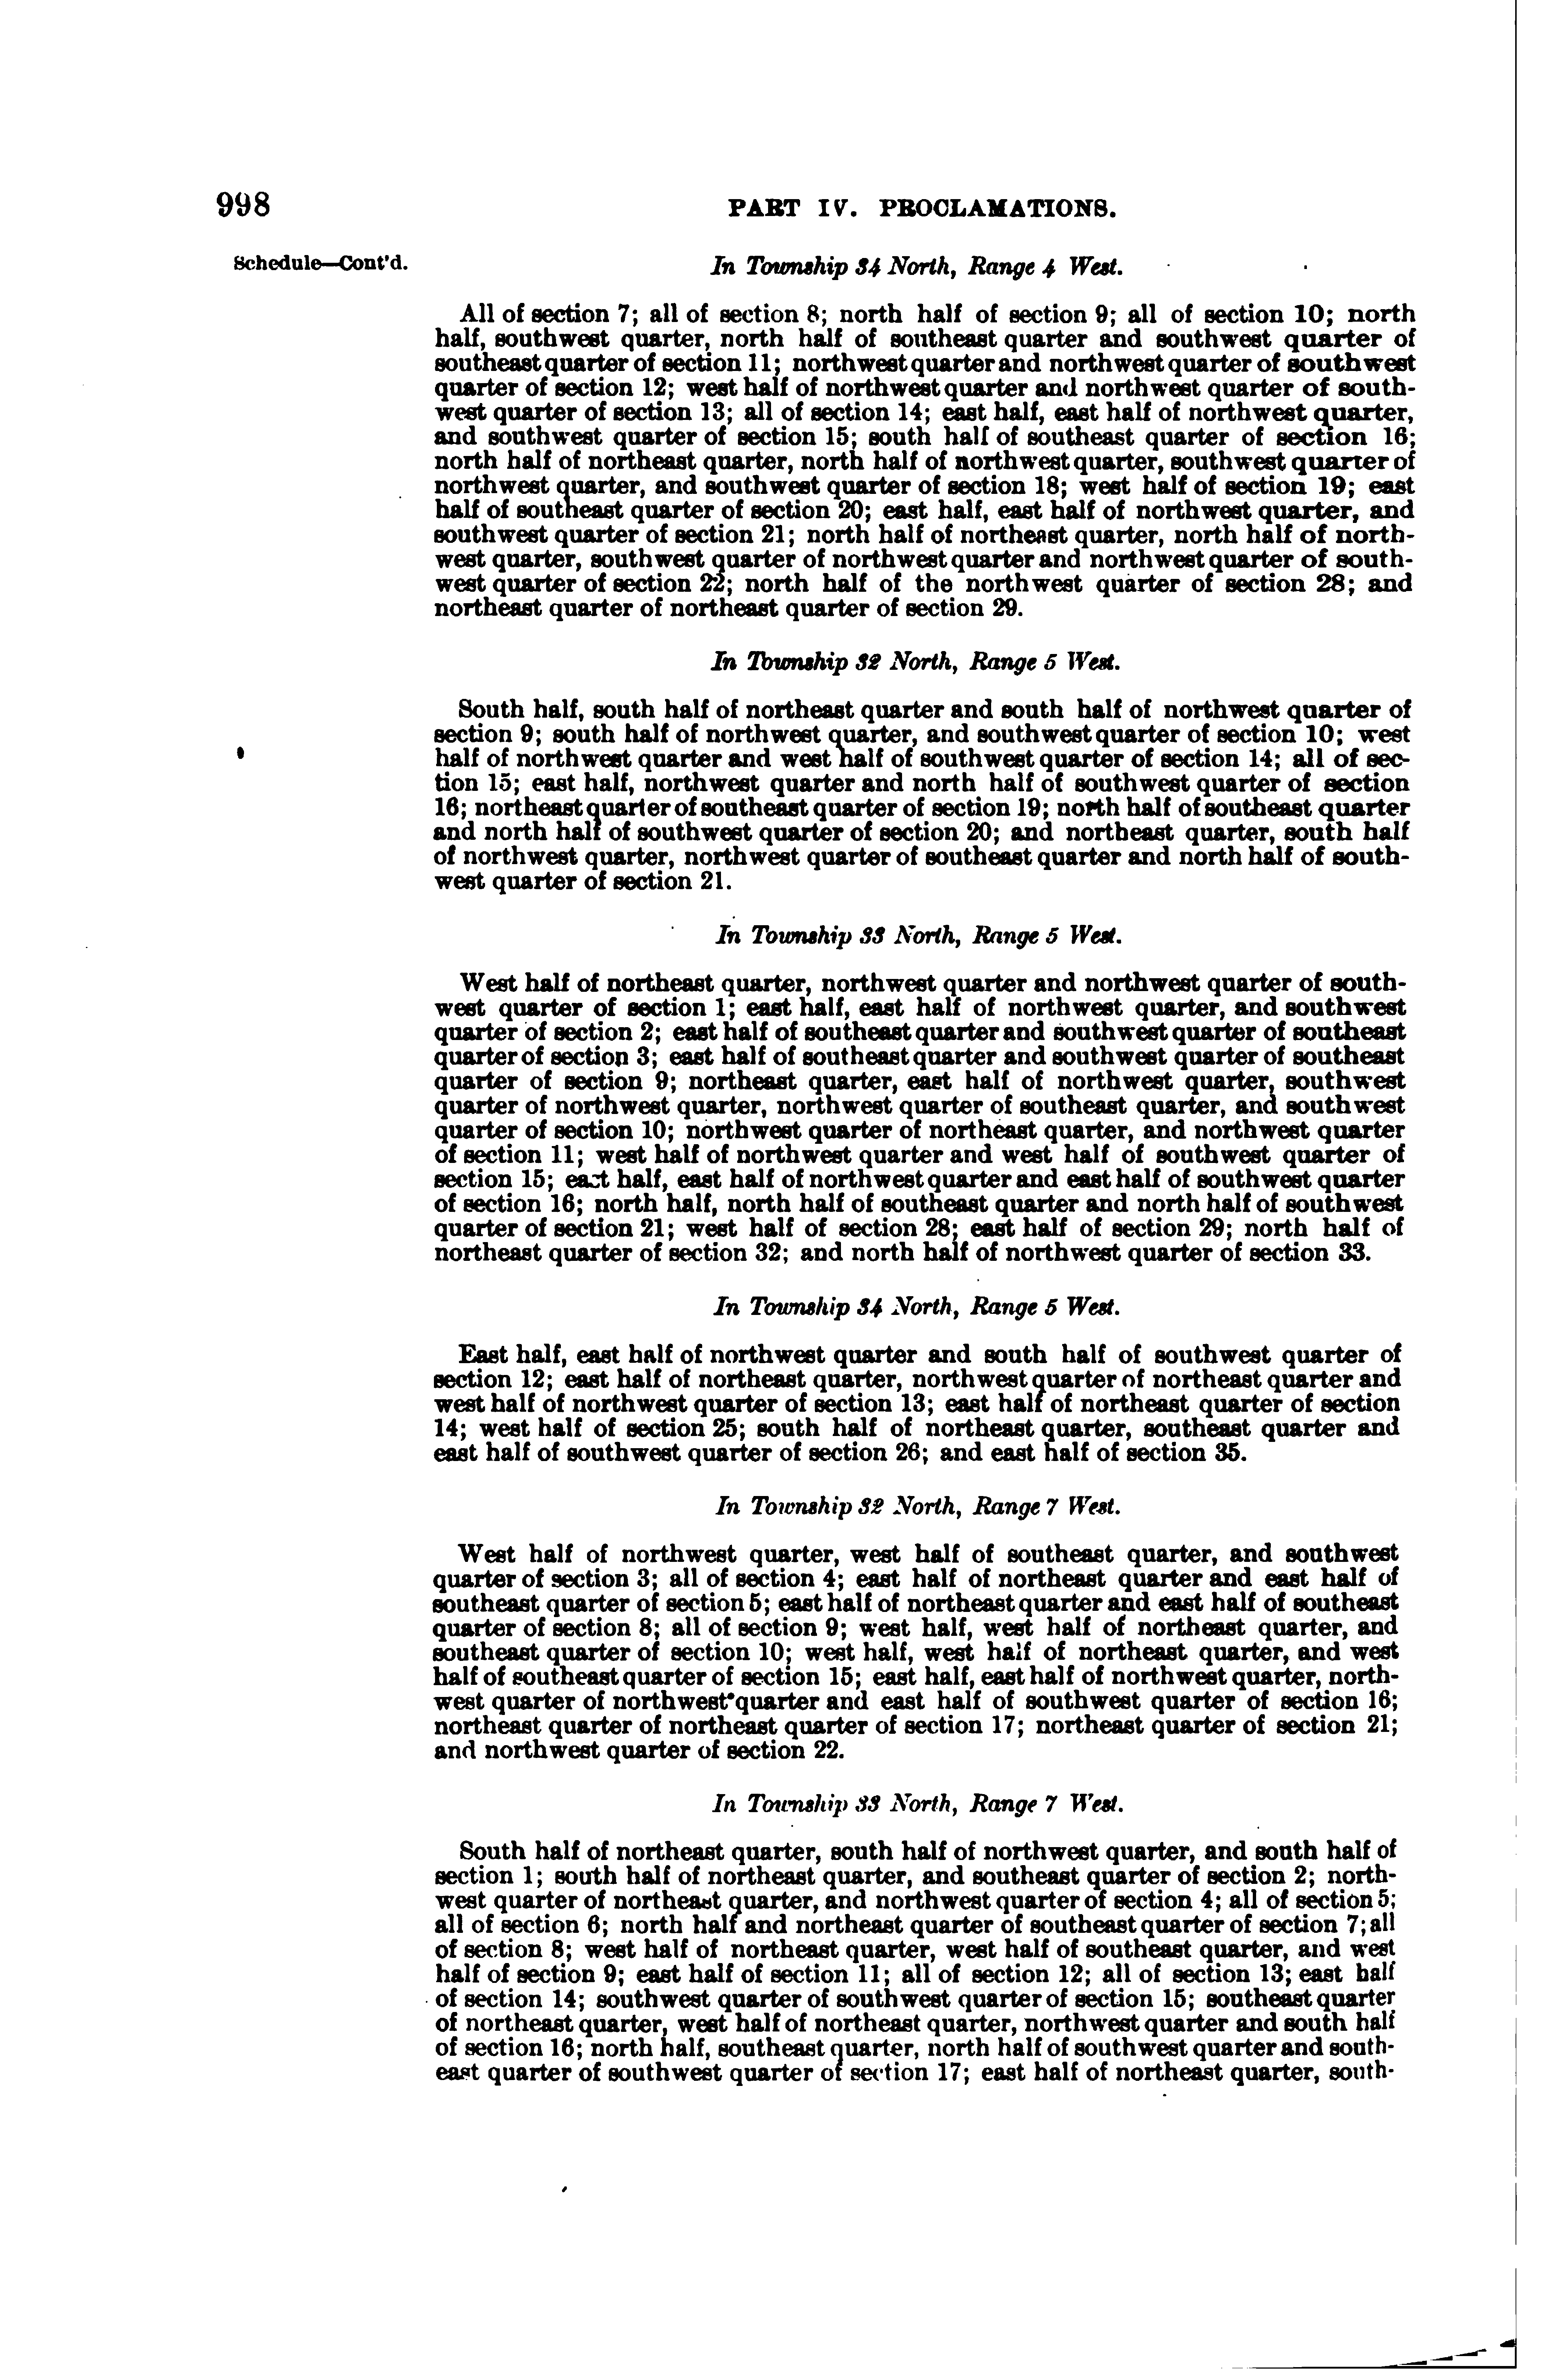 998
PART IV. PROCLAMATIONS.
Schedule—Cont'd.
In Township 34 North, Range 4 West.
All of section 7; all of section 8; north half of section 9; all of section 10; north
half, southwest quarter, north half of southeast quarter and southwest quarter of
southeast quarter of section 11; northwest quarter and northwest quarter of southwest
quarter of section 12; west half of northwest quarter and northwest quarter of south-
west quarter of section 13; all of section 14; east half, east half of northwest quarter,
and southwest quarter of section 15; south half of southeast quarter of section 16;
north half of northeast quarter, north half of northwest quarter, southwest quarter of
northwest quarter, and southwest quarter of section 18; west half of section 19; east
half of southeast quarter of section 20; east half, east half of northwest quarter, and
southwest quarter of section 21; north half of northeast quarter, north half of north-
west quarter, southwest quarter of northwest quarter and northwest quarter of south-
west quarter of section 22; north half of the northwest quarter of section 28; and
northeast quarter of northeast quarter of section 29.
In Township 32 North, Range 5 West.
South half, south half of northeast quarter and south half of northwest quarter of
section 9; south half of northwest quarter, and southwest quarter of section 10; west
half of northwest quarter and west half of southwest quarter of section 14; all of sec-
tion 15; east half, northwest quarter and north half of southwest quarter of section
16; northeast quarter of southeast quarter of section 19; north half of southeast quarter
and north half of southwest quarter of section 20; and northeast quarter, south half
of northwest quarter, northwest quarter of southeast quarter and north half of south-
west quarter of section 21.
In Township 33 North, Range 5 West.
West half of northeast quarter, northwest quarter and northwest quarter of south-
west quarter of section 1; east half, east half of northwest quarter, and southwest
quarter of section 2; east half of southeast quarter and southwest quarter of southeast
quarter of section 3; east half of southeast quarter and southwest quarter of southeast
quarter of section 9; northeast quarter, east half of northwest quarter, southwest
quarter of northwest quarter, northwest quarter of southeast quarter, and southwest
quarter of section 10; northwest quarter of northeast quarter, and northwest quarter
of section 11; west half of northwest quarter and west half of southwest quarter of
section 15; east half, east half of northwest quarter and east half of southwest quarter
of section 16; north half, north half of southeast quarter and north half of southwest
quarter of section 21; west half of section 28; east half of section 29; north half of
northeast quarter of section 32; and north half of northwest quarter of section 33.
In Township 34 North, Range 5 West.
East half, east half of northwest quarter and south half of southwest quarter of
section 12; east half of northeast quarter, northwest quarter of northeast quarter and
west half of northwest quarter of section 13; east half of northeast quarter of section
14; west half of section 25; south half of northeast quarter, southeast quarter and
east half of southwest quarter of section 26; and east half of section 35.
In Township 32 North, Range 7 West.
West half of northwest quarter, west half of southeast quarter, and southwest
quarter of section 3; all of section 4; east half of northeast quarter and east half of
southeast quarter of section 5; east half of northeast quarter and east half of southeast
quarter of section 8; all of section 9; west half, west half of northeast quarter, and
southeast quarter of section 10; west half, west half of northeast quarter, and west
half of southeast quarter of section 15; east half, east half of northwest quarter, north-
west quarter of northwest quarter and east half of southwest quarter of section 16;
northeast quarter of northeast quarter of section 17; northeast quarter of section 21;
and northwest quarter of section 22.
In Township 33 North, Range 7 West.
South half of northeast quarter, south half of northwest quarter, and south half of
section 1; south half of northeast quarter, and southeast quarter of section 2; north-
west quarter of northeast quarter, and northwest quarter of section 4; all of section 5;
all of section 6; north half and northeast quarter of southeast quarter of section 7; all
of section 8; west half of northeast quarter, west half of southeast quarter, and west
half of section 9; east half of section 11; all of section 12; all of section 13; east half
of section 14; southwest quarter of southwest quarter of section 15; southeast quarter
of northeast quarter, west half of northeast quarter, northwest quarter and south half
of section 16; north half, southeast quarter, north half of southwest quarter and south-
east quarter of southwest quarter of section 17; east half of northeast quarter, south-